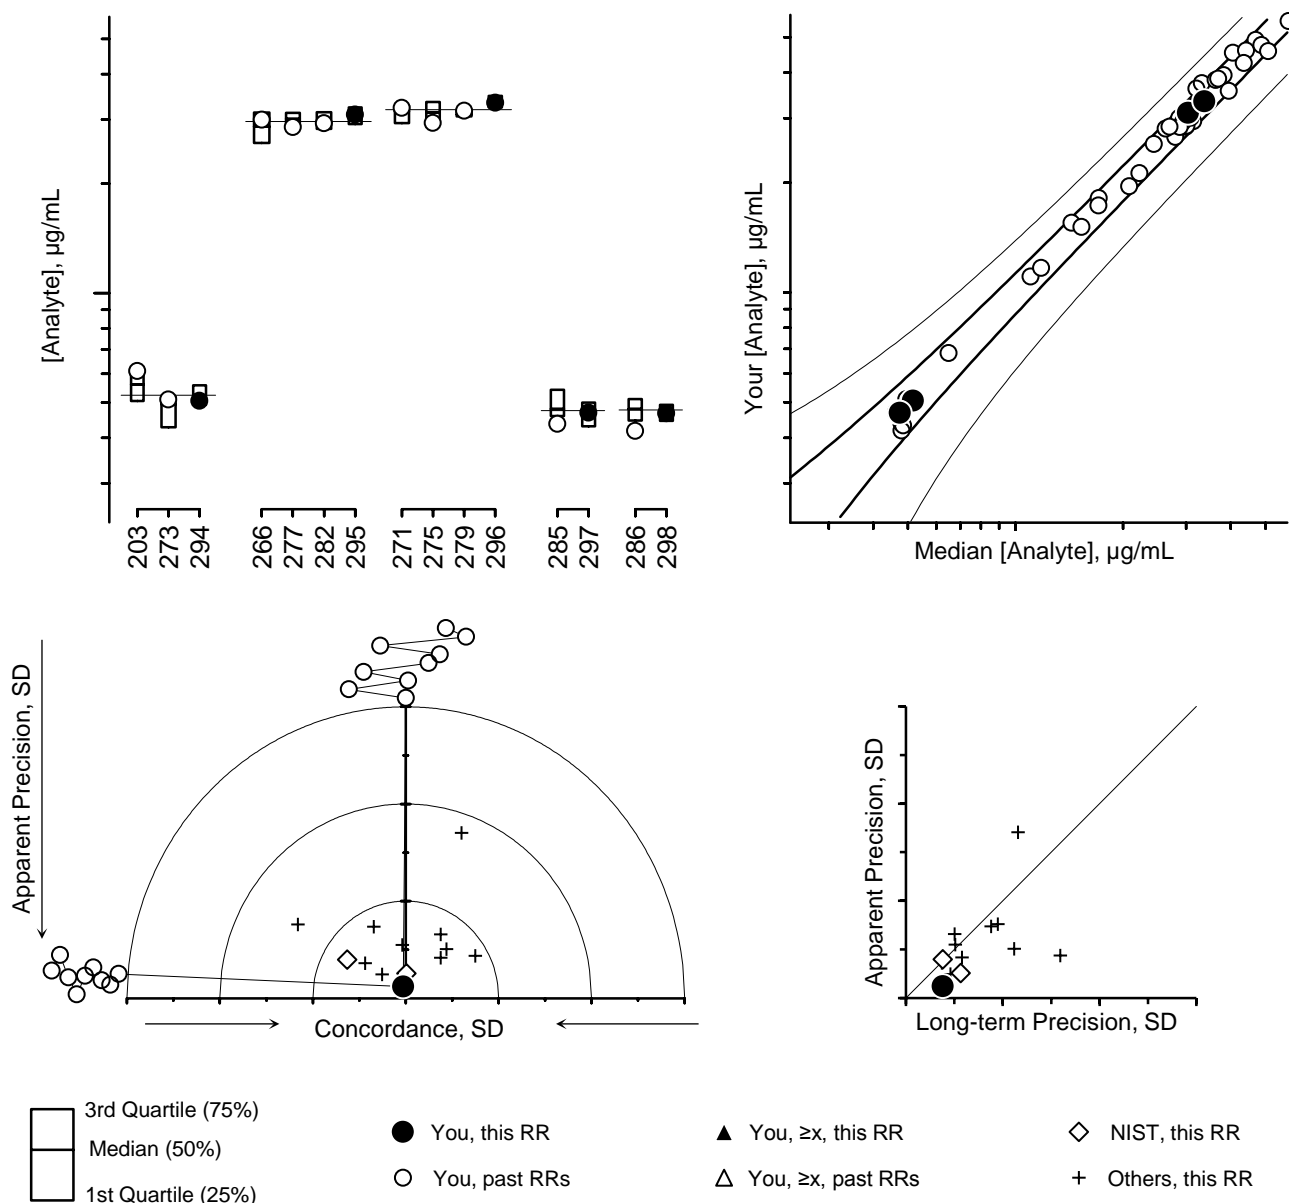 [Analyte], µg/mL
203
273
294
266
277
282
295
271
275
279
296
285
297
286
298
Your [Analyte], µg/mL
Median [Analyte], µg/mL
Apparent Precision, SD
Concordance, SD
Apparent Precision, SD
Long-term Precision, SD
3rd Quartile (75%)
Median (50%)
1st Quartile (25%)
You, this RR
You, past RRs
You, ≥x, this RR
You, ≥x, past RRs
NIST, this RR
Others, this RR